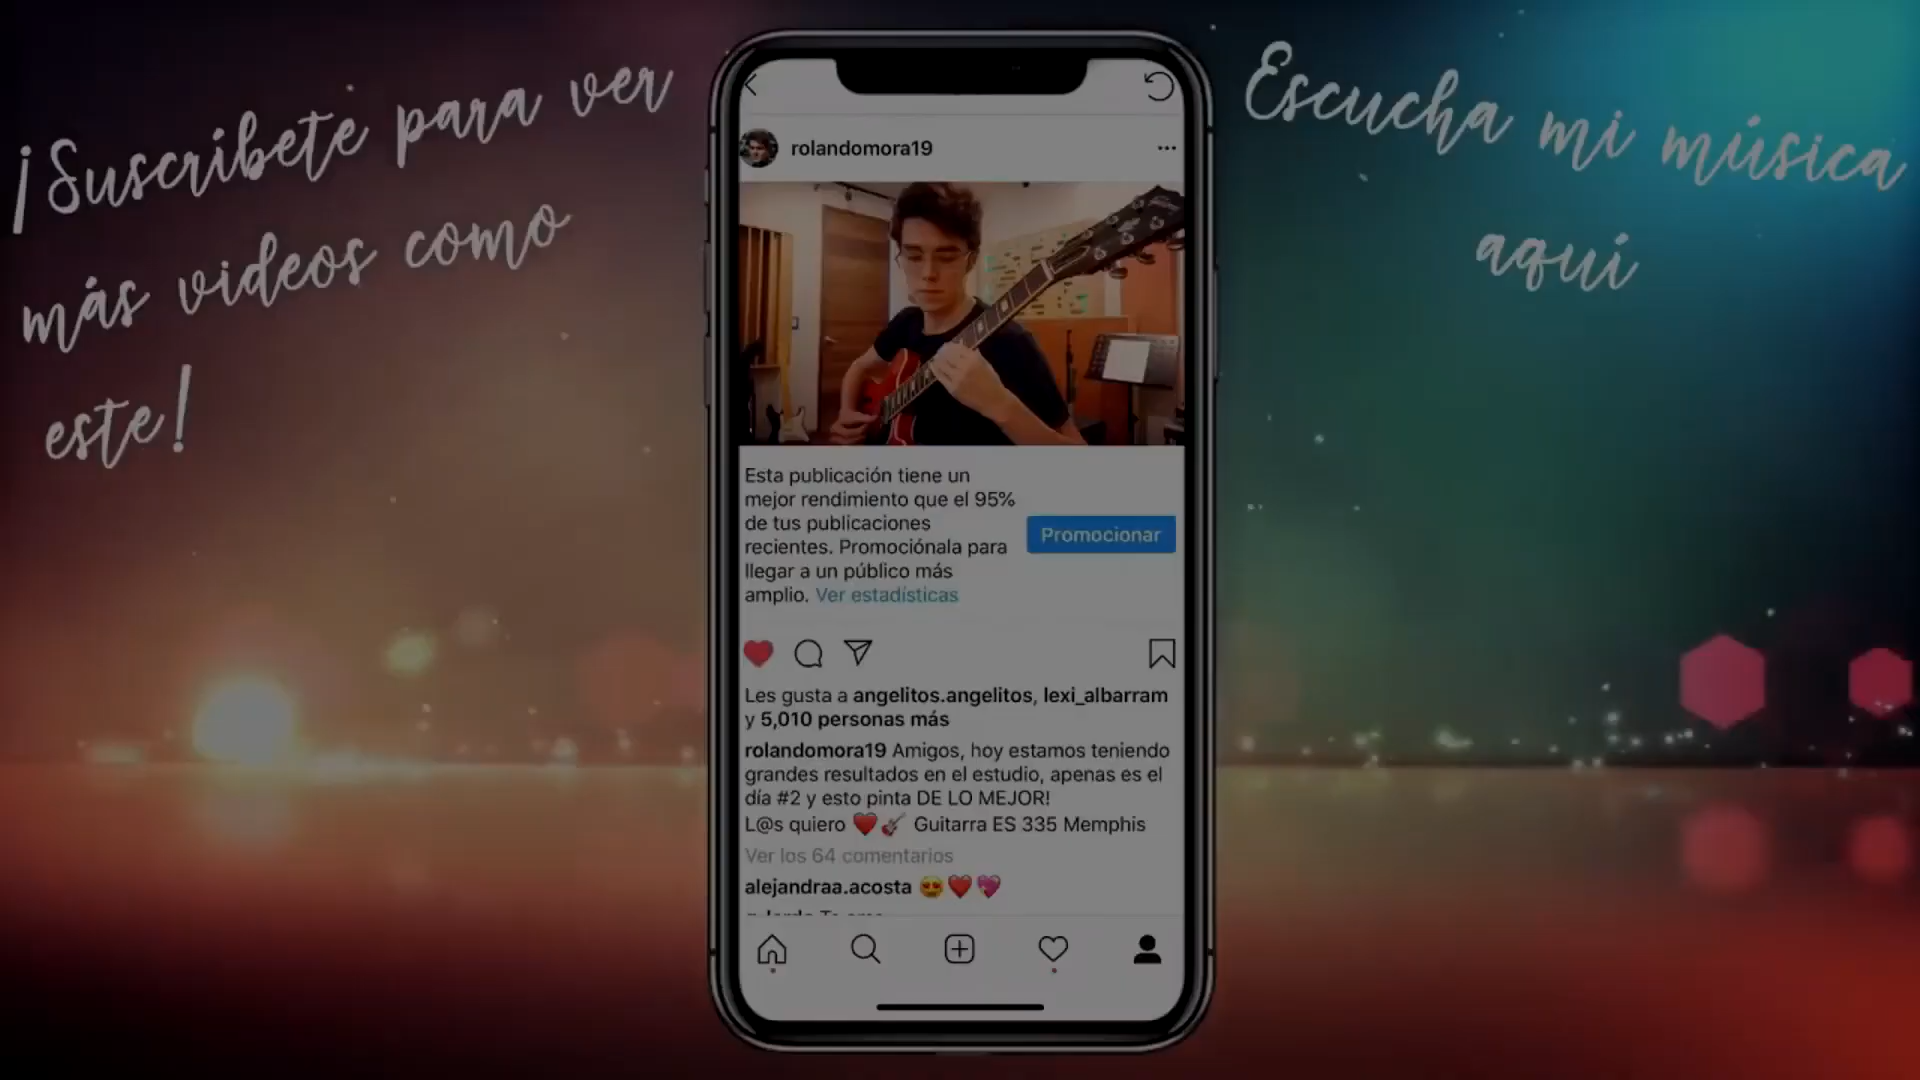 ¡Suscribete para ver
más videos como
este!
Escucha mi música
aquí
rolandomora19
Esta publicación tiene un
mejor rendimiento que el 95%
de tus publicaciones
recientes. Promociónala para
llegar a un público más
amplio. Ver estadísticas
Promocionar
Les gusta a angelitos.angelitos, lexi_albarram
y 5,010 personas más
rolandomora19 Amigos, hoy estamos teniendo
grandes resultados en el estudio, apenas es el
día #2 y esto pinta DE LO MEJOR!
L@s quiero ❤️🎸 Guitarra ES 335 Memphis
Ver los 64 comentarios
alejandraa.acosta 😍❤️💖